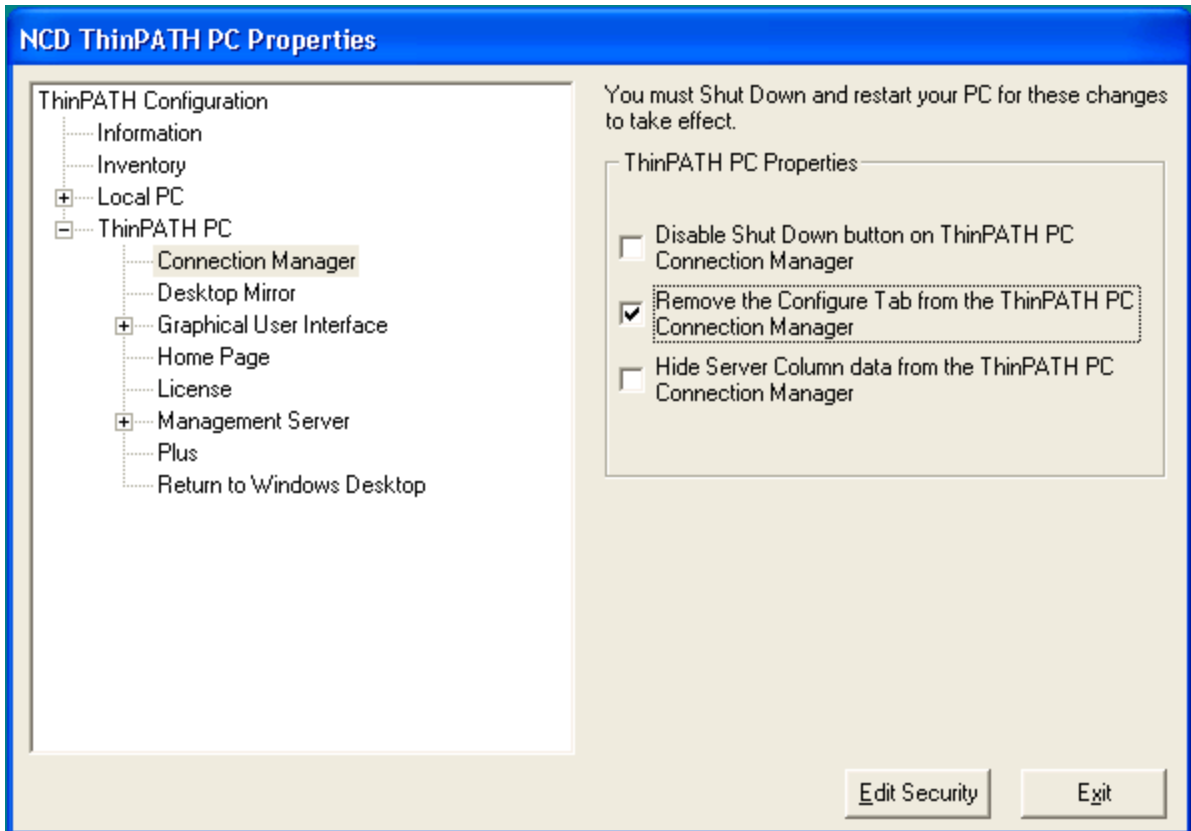 NCD ThinPATH PC Properties
ThinPATH Configuration
Information
Inventory
Local PC
ThinPATH PC
Connection Manager
Desktop Mirror
Graphical User Interface
Home Page
License
Management Server
Plus
Return to Windows Desktop
You must Shut Down and restart your PC for these changes
to take effect.
ThinPATH PC Properties
Disable Shut Down button on ThinPATH PC
Connection Manager
Remove the Configure Tab from the ThinPATH PC
Connection Manager
Hide Server Column data from the ThinPATH PC
Connection Manager
Edit Security
Exit